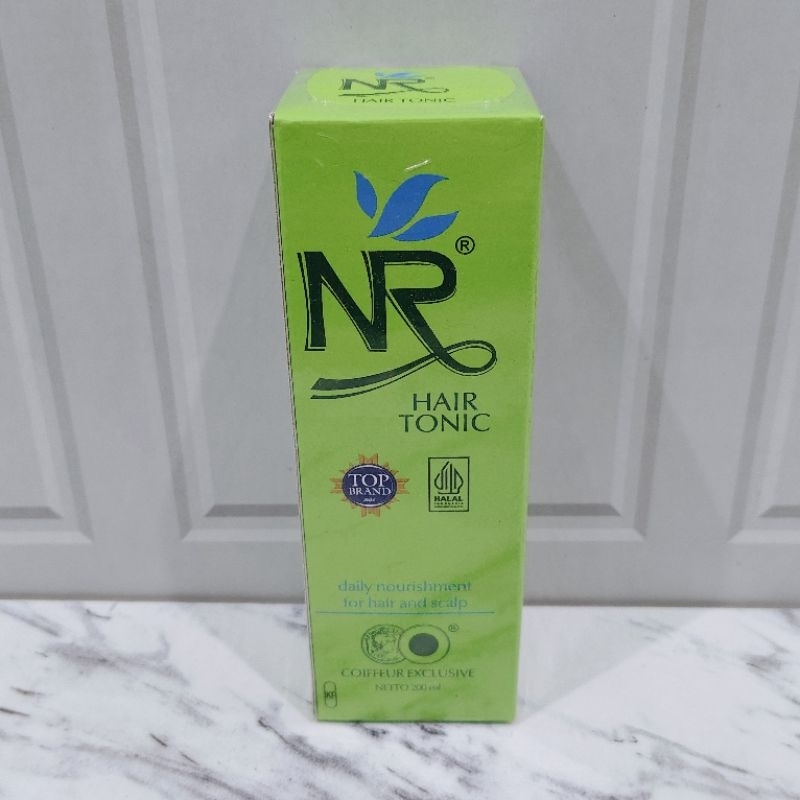 NR
HAIR TONIC
NR®
HAIR
TONIC
TOP
BRAND
HALAL
INDONESIA
daily nourishment
for hair and scalp
®
COIFFEUR EXCLUSIVE
NETTO 200 ml